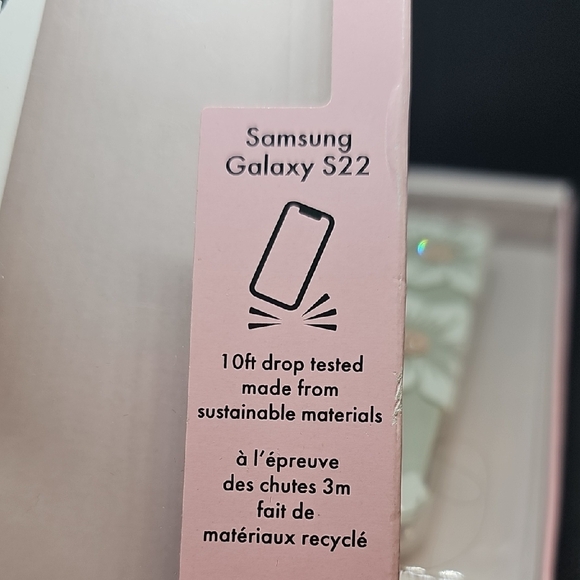 Samsung
Galaxy S22
10ft drop tested
made from
sustainable materials
à l'épreuve
des chutes 3m
fait de
matériaux recyclé